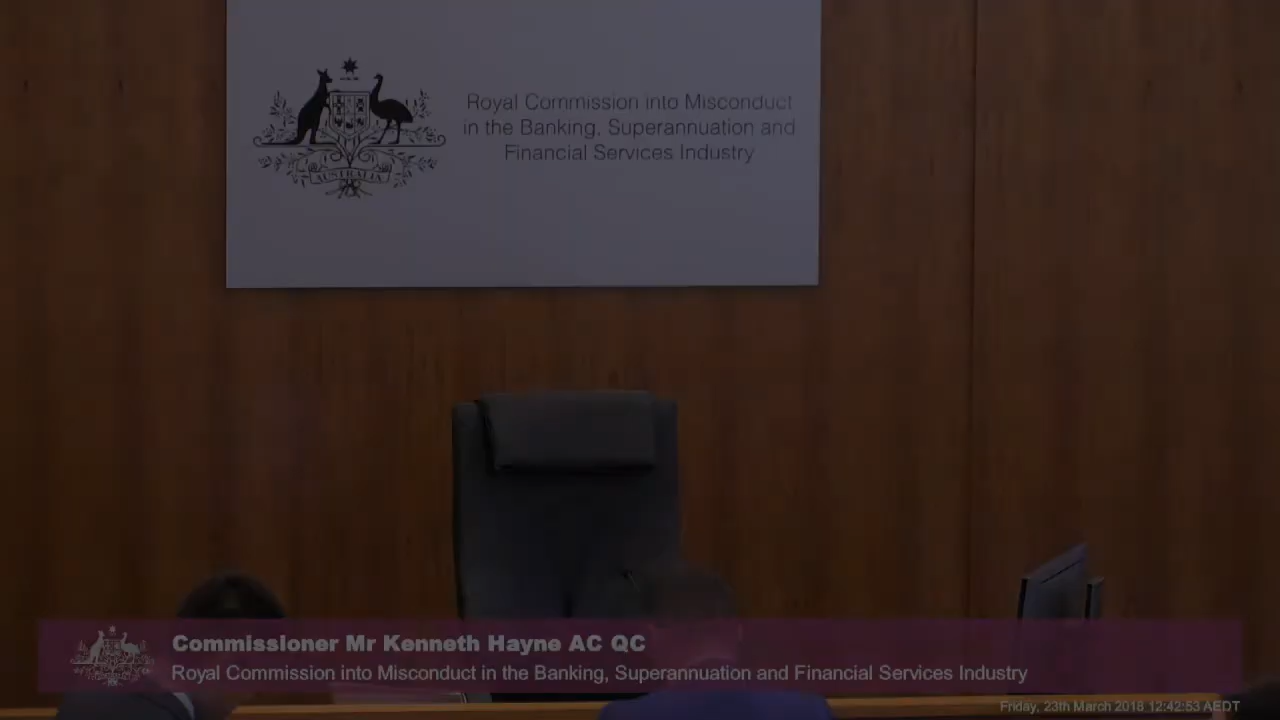 Royal Commission into Misconduct
in the Banking, Superannuation and
Financial Services Industry
AUSTRALIA
Commissioner Mr Kenneth Hayne AC QC
Royal Commission into Misconduct in the Banking, Superannuation and Financial Services Industry
Friday, 23th March 2018 12:42:53 AEDT